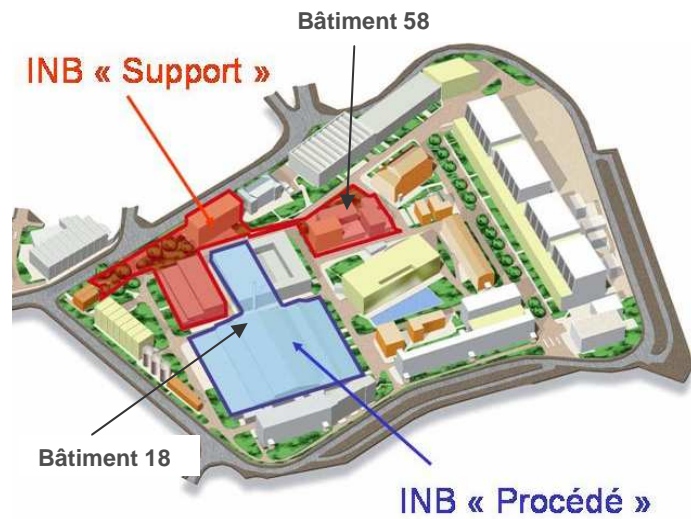 Bâtiment 58
INB « Support »
Bâtiment 18
INB « Procédé »